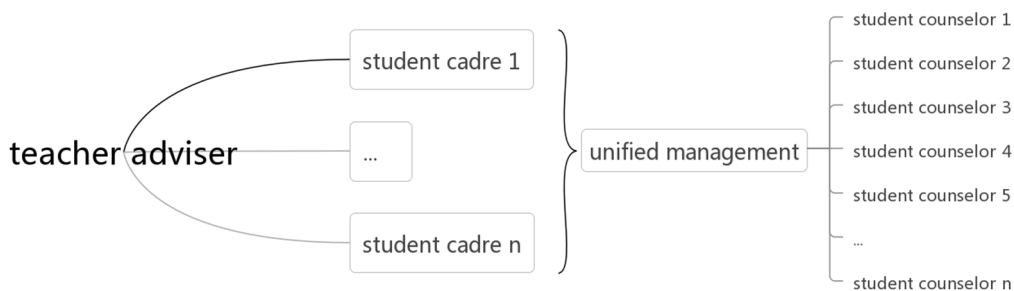 teacher adviser
student cadre 1
...
student cadre n
unified management
student counselor 1
student counselor 2
student counselor 3
student counselor 4
student counselor 5
...
student counselor n